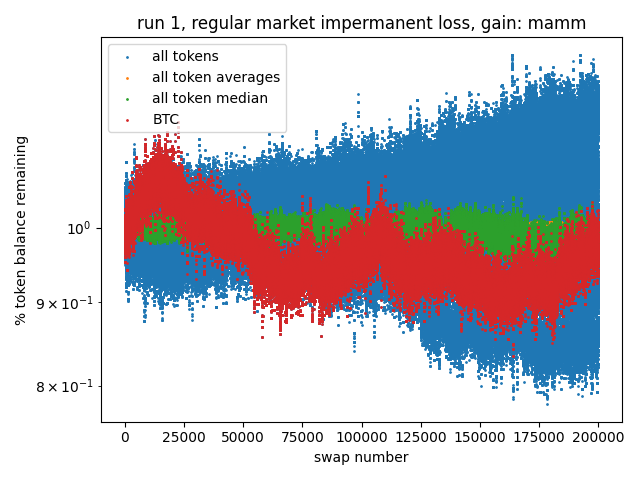 run 1, regular market impermanent loss, gain: mamm
all tokens
all token averages
all token median
BTC
% token balance remaining
10⁰
9 × 10⁻¹
8 × 10⁻¹
0 25000 50000 75000 100000 125000 150000 175000 200000
swap number